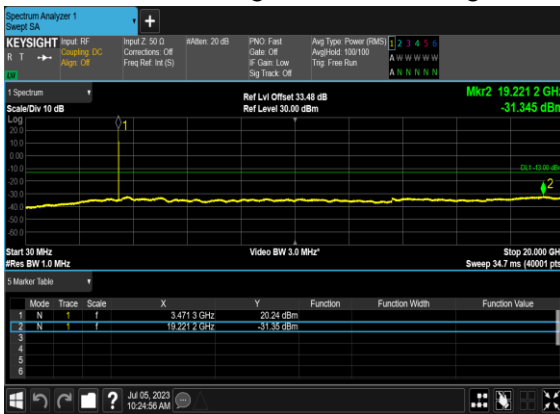 Spectrum Analyzer 1
Swept SA
KEYSIGHT Input: RF Input Z: 50 Ω #Atten: 20 dB PNO: Fast Avg Type: Power (RMS) 1 2 3 4 5 6
R T Coupling: DC Corrections: Off Gate: Off Avg|Hold: 100/100 A W W W W W
Align: Off Freq Ref: Int (S) IF Gain: Low Trig: Free Run
LV Sig Track: Off A N N N N N
1 Spectrum Ref Lvl Offset 33.48 dB Mkr2 19.221 2 GHz
Scale/Div 10 dB Ref Level 30.00 dBm -31.345 dBm
Log
20.0
10.0
0.00
-10.0
-20.0
-30.0
-40.0
-50.0
-60.0
1
DL1 -13.00 dBm
2
Start 30 MHz Video BW 3.0 MHz* Stop 20.000 GHz
#Res BW 1.0 MHz Sweep 34.7 ms (40001 pts)
5 Marker Table
Mode Trace Scale X Y Function Function Width Function Value
1 N 1 f 3.471 3 GHz 20.24 dBm
2 N 1 f 19.221 2 GHz -31.35 dBm
3
4
5
6
Jul 05, 2023
10:24:56 AM